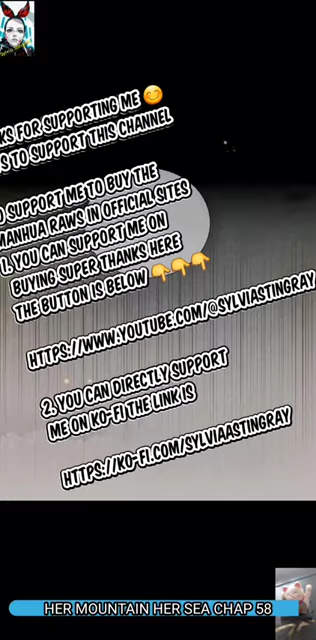 KS FOR SUPPORTING ME 😊
S TO SUPPORT THIS CHANNEL
O SUPPORT ME TO BUY THE
MANHUA RAWS IN OFFICIAL SITES
1. YOU CAN SUPPORT ME ON
BUYING SUPER THANKS HERE
THE BUTTON IS BELOW 👇👇👇
HTTPS://WWW.YOUTUBE.COM/@SYLVIASTINGRAY
2. YOU CAN DIRECTLY SUPPORT
ME ON KO-FI THE LINK IS
HTTPS://KO-FI.COM/SYLVIAASTINGRAY
HER MOUNTAIN HER SEA CHAP 58